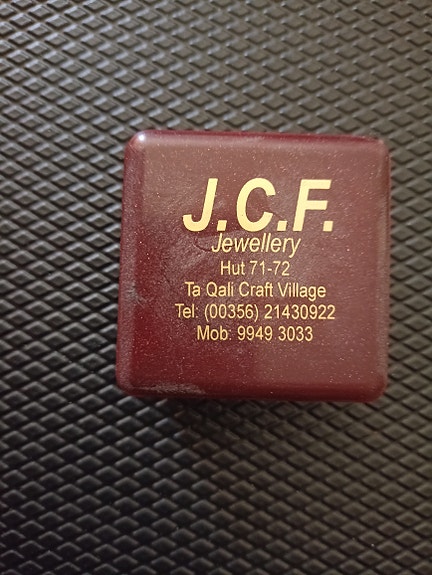 J.C.F.
Jewellery
Hut 71-72
Ta Qali Craft Village
Tel: (00356) 21430922
Mob: 9949 3033